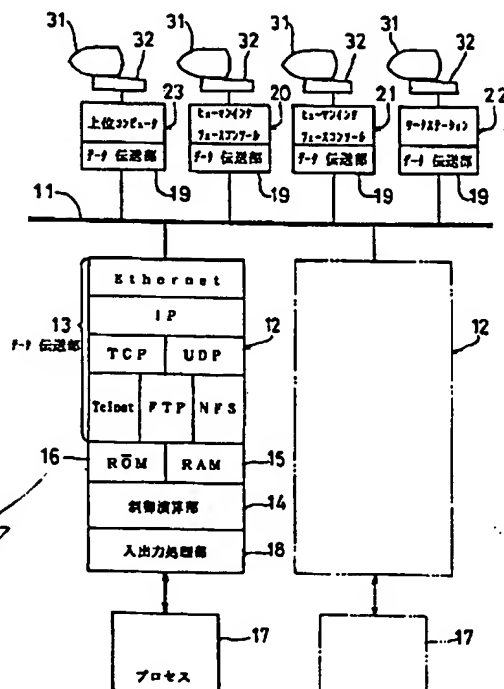 31 32 31 32 31 32 31 32
23 20 21 22
上位コンピュータ
ヒューマンインタ
フェースコンソール
ヒューマンインタ
フェースコンソール
ワークステーション
データ 伝送部
データ 伝送部
データ 伝送部
データ 伝送部
19 19 19 19
11
Ethernet
IP
13
データ 伝送部
12 12
TCP UDP
Telnet FTP NFS
16 ROM RAM 15
制御演算部 14
入出力処理部 18
17 17
プロセス